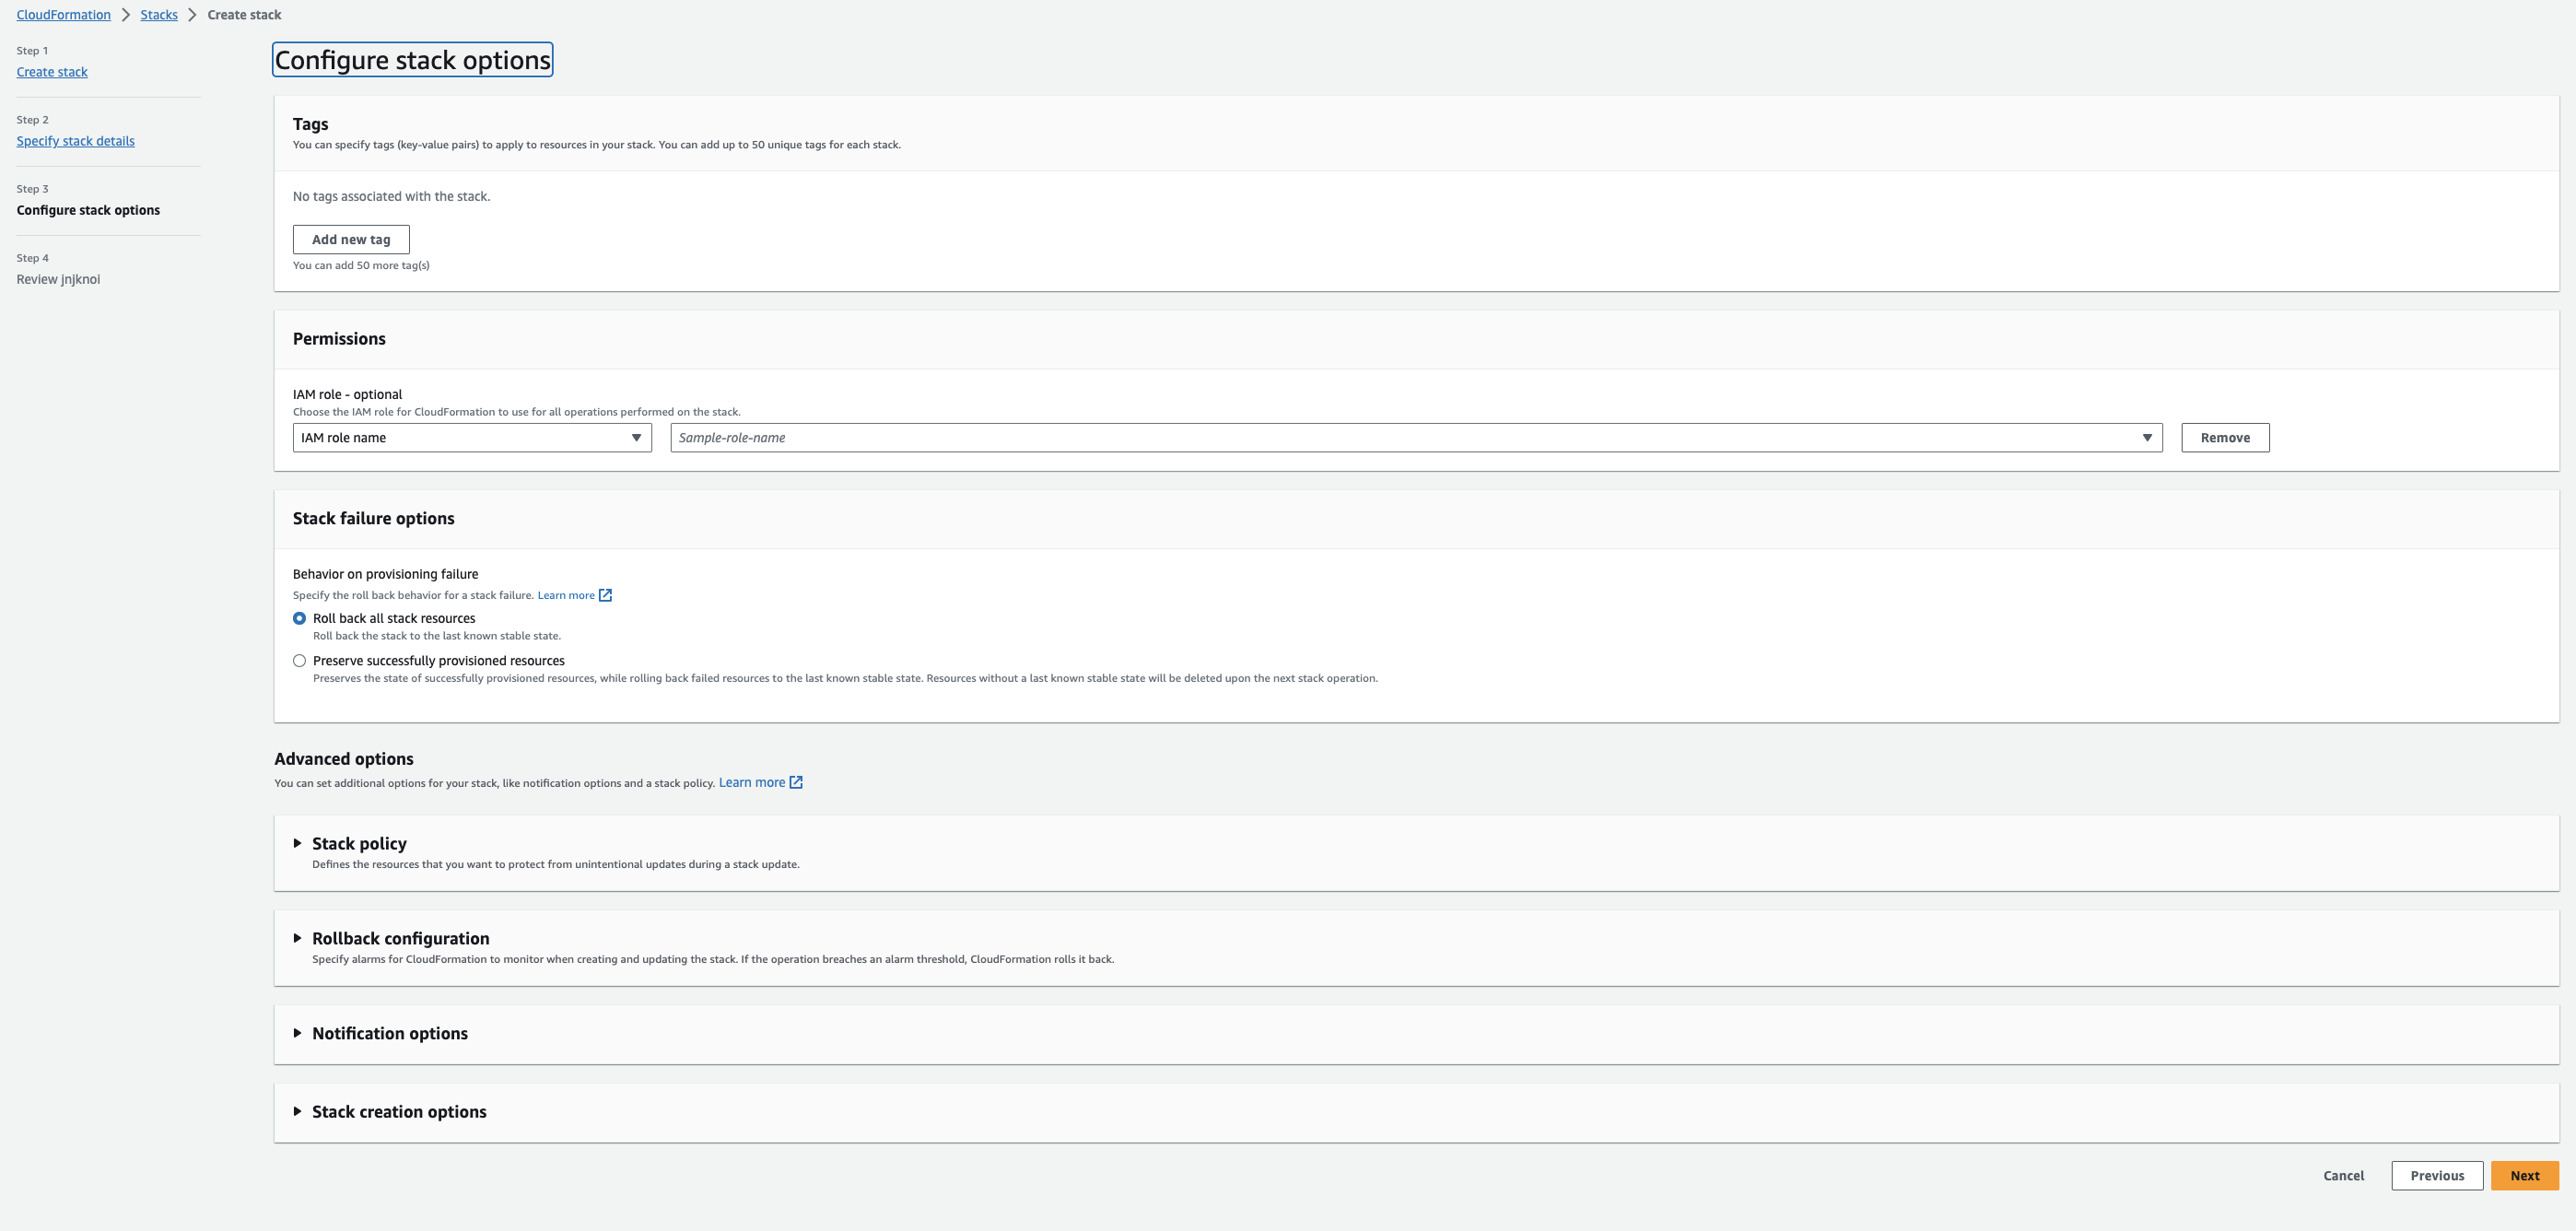 CloudFormation > Stacks > Create stack
Step 1
Create stack
Step 2
Specify stack details
Step 3
Configure stack options
Step 4
Review jnjknoi
Configure stack options
Tags
You can specify tags (key-value pairs) to apply to resources in your stack. You can add up to 50 unique tags for each stack.
No tags associated with the stack.
Add new tag
You can add 50 more tag(s)
Permissions
IAM role - optional
Choose the IAM role for CloudFormation to use for all operations performed on the stack.
IAM role name
Sample-role-name
Remove
Stack failure options
Behavior on provisioning failure
Specify the roll back behavior for a stack failure. Learn more
Roll back all stack resources
Roll back the stack to the last known stable state.
Preserve successfully provisioned resources
Preserves the state of successfully provisioned resources, while rolling back failed resources to the last known stable state. Resources without a last known stable state will be deleted upon the next stack operation.
Advanced options
You can set additional options for your stack, like notification options and a stack policy. Learn more
Stack policy
Defines the resources that you want to protect from unintentional updates during a stack update.
Rollback configuration
Specify alarms for CloudFormation to monitor when creating and updating the stack. If the operation breaches an alarm threshold, CloudFormation rolls it back.
Notification options
Stack creation options
Cancel
Previous
Next